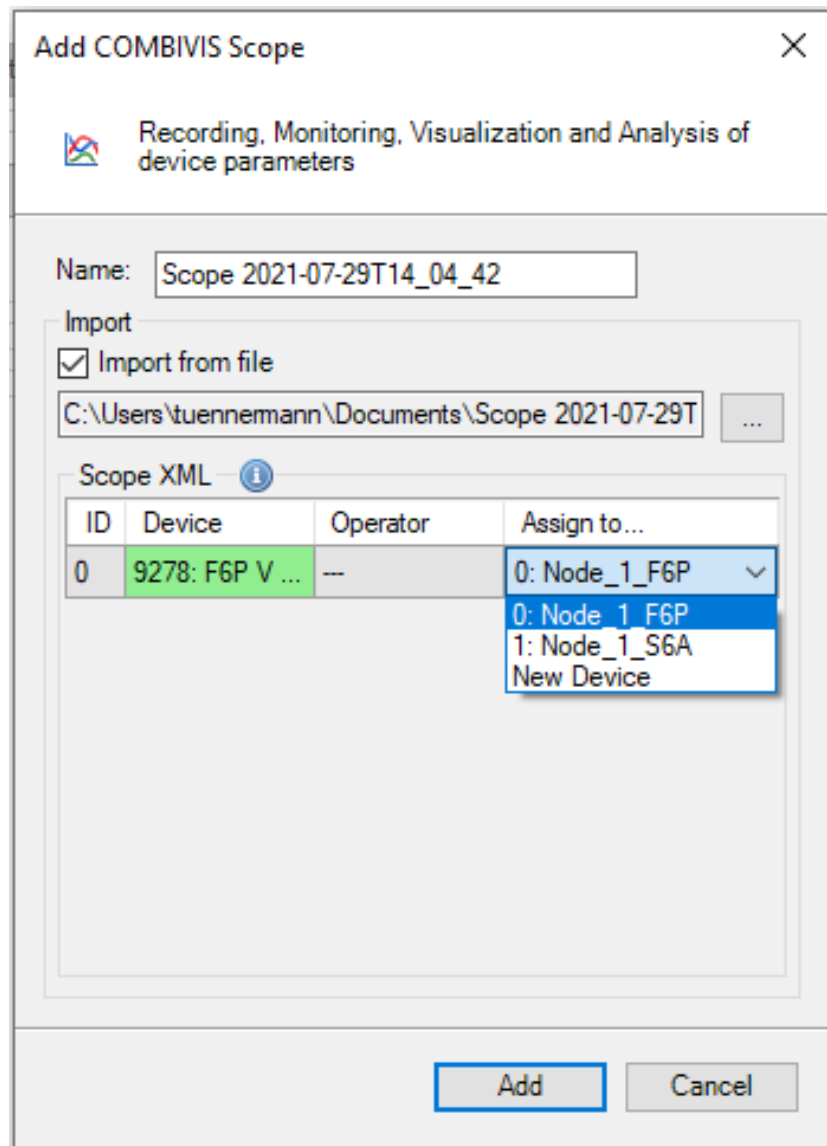 Add COMBIVIS Scope
Recording, Monitoring, Visualization and Analysis of
device parameters
Name: Scope 2021-07-29T14_04_42
Import
Import from file
C:\Users\tuennermann\Documents\Scope 2021-07-29T ...
Scope XML
ID Device Operator Assign to...
0 9278: F6P V ... --- 0: Node_1_F6P
0: Node_1_F6P
1: Node_1_S6A
New Device
Add Cancel